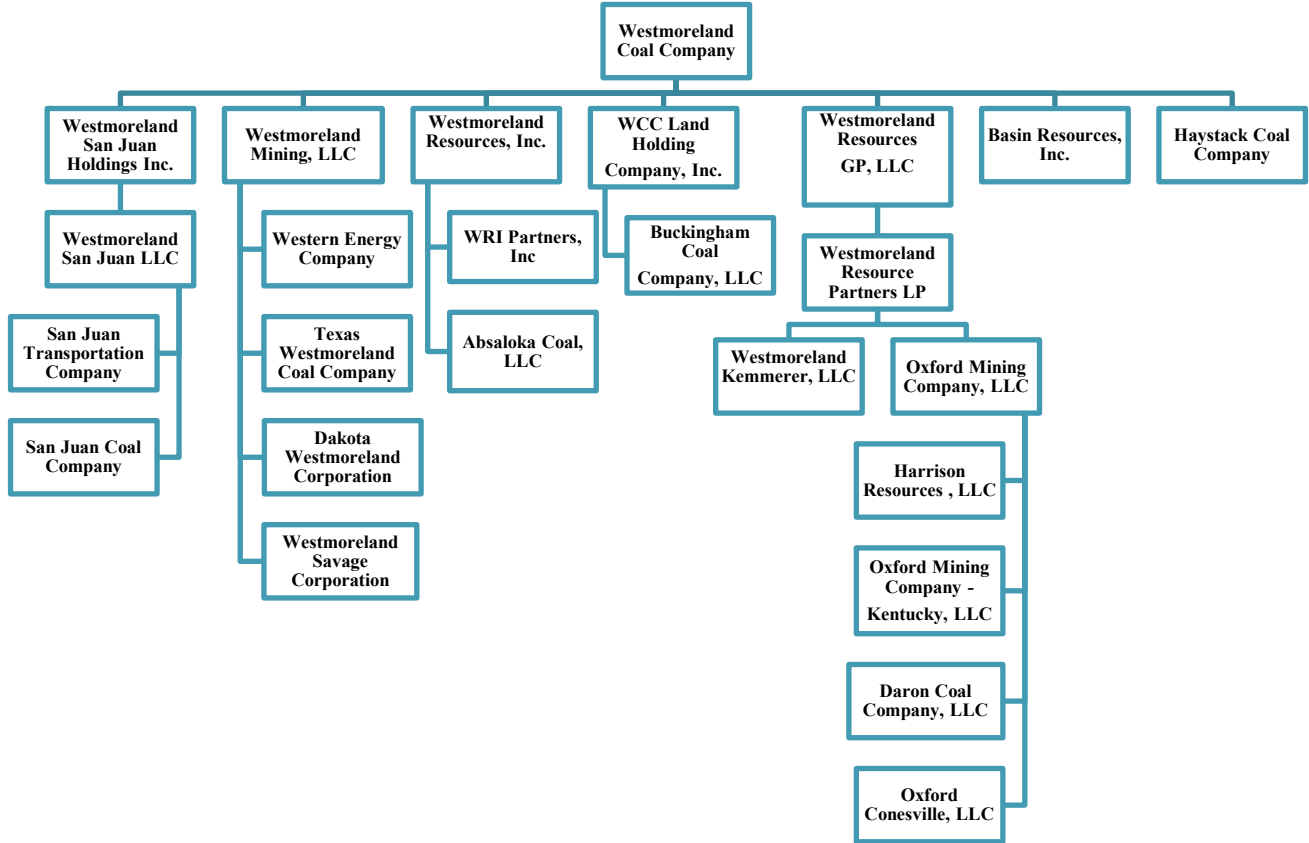 Westmoreland
Coal Company
Westmoreland
San Juan
Holdings Inc.
Westmoreland
Mining, LLC
Westmoreland
Resources, Inc.
WCC Land
Holding
Company, Inc.
Westmoreland
Resources
GP, LLC
Basin Resources,
Inc.
Haystack Coal
Company
Westmoreland
San Juan LLC
San Juan
Transportation
Company
San Juan Coal
Company
Western Energy
Company
Texas
Westmoreland
Coal Company
Dakota
Westmoreland
Corporation
Westmoreland
Savage
Corporation
WRI Partners,
Inc
Absaloka Coal,
LLC
Buckingham
Coal
Company, LLC
Westmoreland
Resource
Partners LP
Westmoreland
Kemmerer, LLC
Oxford Mining
Company, LLC
Harrison
Resources , LLC
Oxford Mining
Company -
Kentucky, LLC
Daron Coal
Company, LLC
Oxford
Conesville, LLC